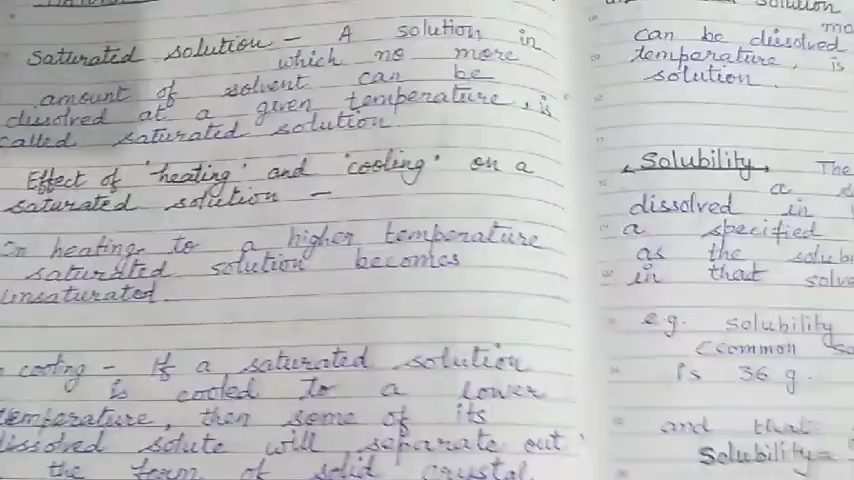 Saturated solution - A solution in
which no more
amount of solvent can be
dissolved at a given temperature, is
called saturated solution.
Effect of 'heating' and 'cooling' on a
saturated solution -
On heating to a higher temperature
saturated solution becomes
unsaturated.
cooling - If a saturated solution
is cooled to a lower
temperature, then some of its
dissolved solute will separate out
the form of solid crystal.
solution
can be dissolved
temperature, is
solution.
Solubility. The
a
dissolved in
a specified
as the
in that
e.g. solubility
(common
is 36 g.
and that
Solubility =